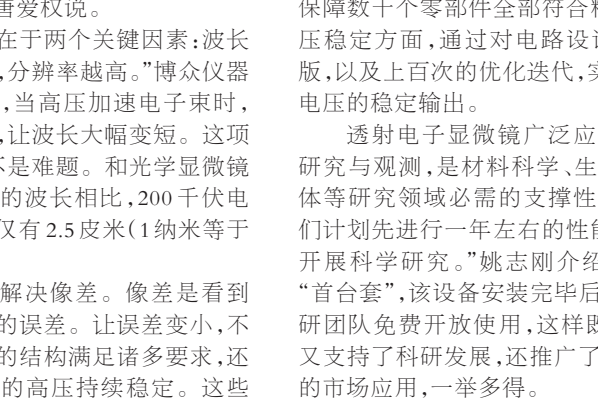 唐爱权说。
在于两个关键因素:波长
,分辨率越高。”博众仪器
,当高压加速电子束时,
,让波长大幅变短。这项
不是难题。和光学显微镜
的波长相比,200千伏电
仅有2.5皮米(1纳米等于
解决像差。像差是看到
的误差。让误差变小,不
的结构满足诸多要求,还
的高压持续稳定。这些
保障数十个零部件全部符合精
压稳定方面,通过对电路设计
版,以及上百次的优化迭代,实
电压的稳定输出。
透射电子显微镜广泛应
研究与观测,是材料科学、生
体等研究领域必需的支撑性
们计划先进行一年左右的性能
开展科学研究。”姚志刚介绍
“首台套”,该设备安装完毕后
研团队免费开放使用,这样既
又支持了科研发展,还推广了
的市场应用,一举多得。